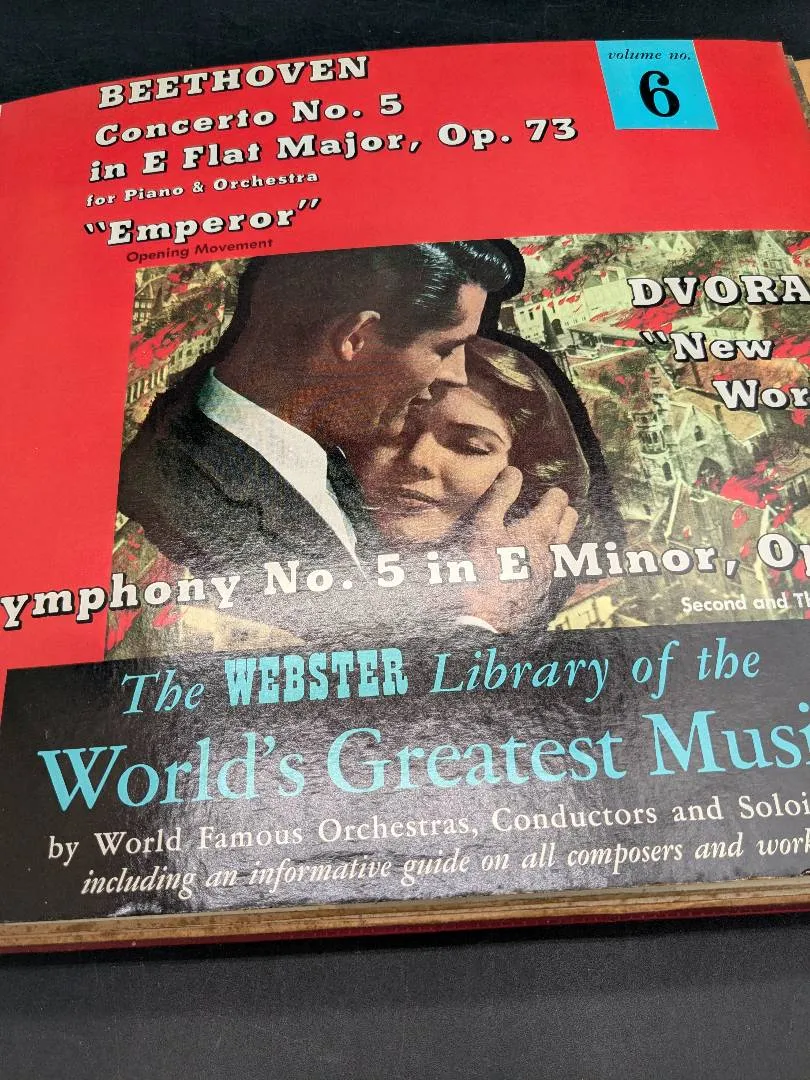 BEETHOVEN
Concerto No. 5
in E Flat Major, Op. 73
for Piano & Orchestra
"Emperor"
Opening Movement
volume no.
6
DVORA
"New
Wor
ymphony No. 5 in E Minor, Op
Second and Th
The WEBSTER Library of the
World's Greatest Musi
by World Famous Orchestras, Conductors and Soloi
including an informative guide on all composers and work